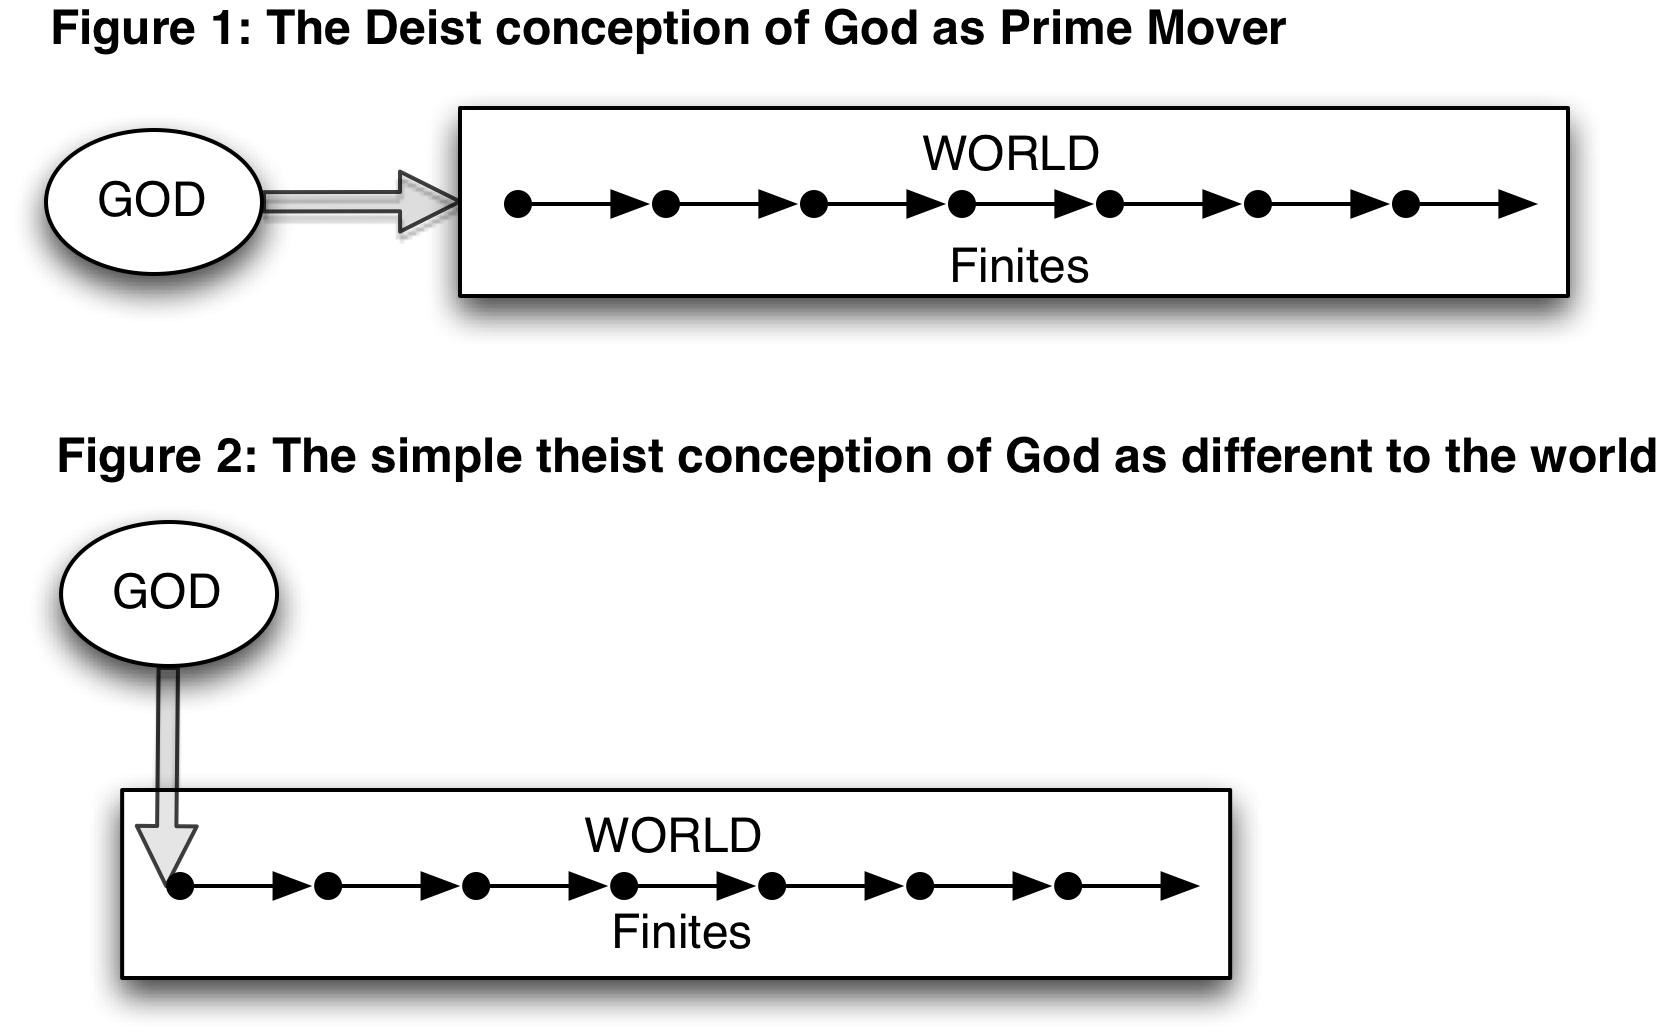 Figure 1: The Deist conception of God as Prime Mover
GOD
WORLD
Finites
Figure 2: The simple theist conception of God as different to the world
GOD
WORLD
Finites